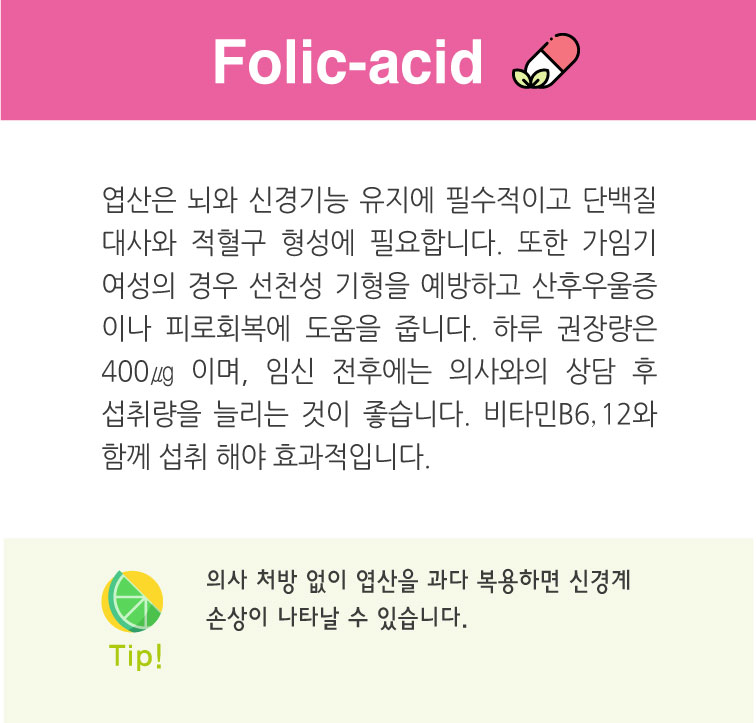 Folic-acid
엽산은 뇌와 신경기능 유지에 필수적이고 단백질
대사와 적혈구 형성에 필요합니다. 또한 가임기
여성의 경우 선천성 기형을 예방하고 산후우울증
이나 피로회복에 도움을 줍니다. 하루 권장량은
400㎍ 이며, 임신 전후에는 의사와의 상담 후
섭취량을 늘리는 것이 좋습니다. 비타민B6, 12와
함께 섭취 해야 효과적입니다.
의사 처방 없이 엽산을 과다 복용하면 신경계
손상이 나타날 수 있습니다.
Tip!